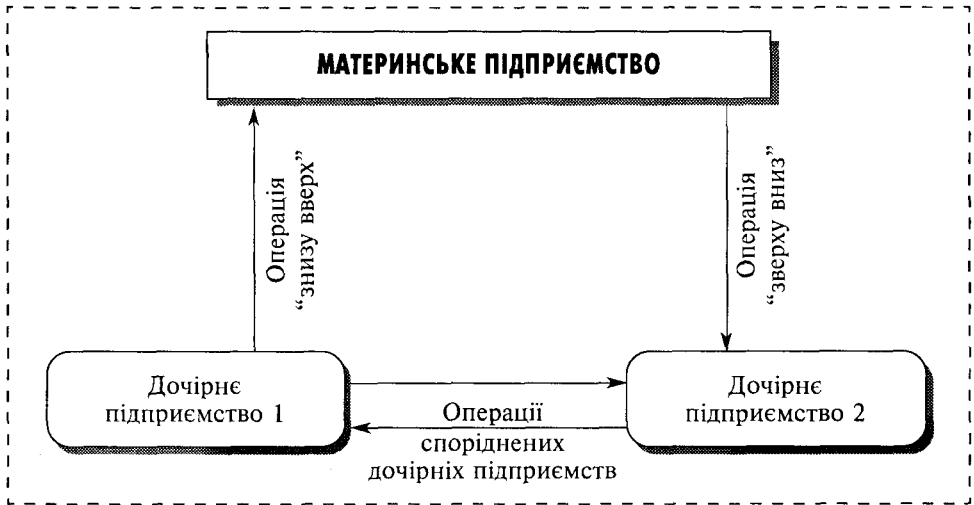 МАТЕРИНСЬКЕ ПІДПРИЄМСТВО
Операція
“знизу вверх”
Операція
“зверху вниз”
Дочірнє
підприємство 1
Операції
споріднених
дочірніх підприємств
Дочірнє
підприємство 2